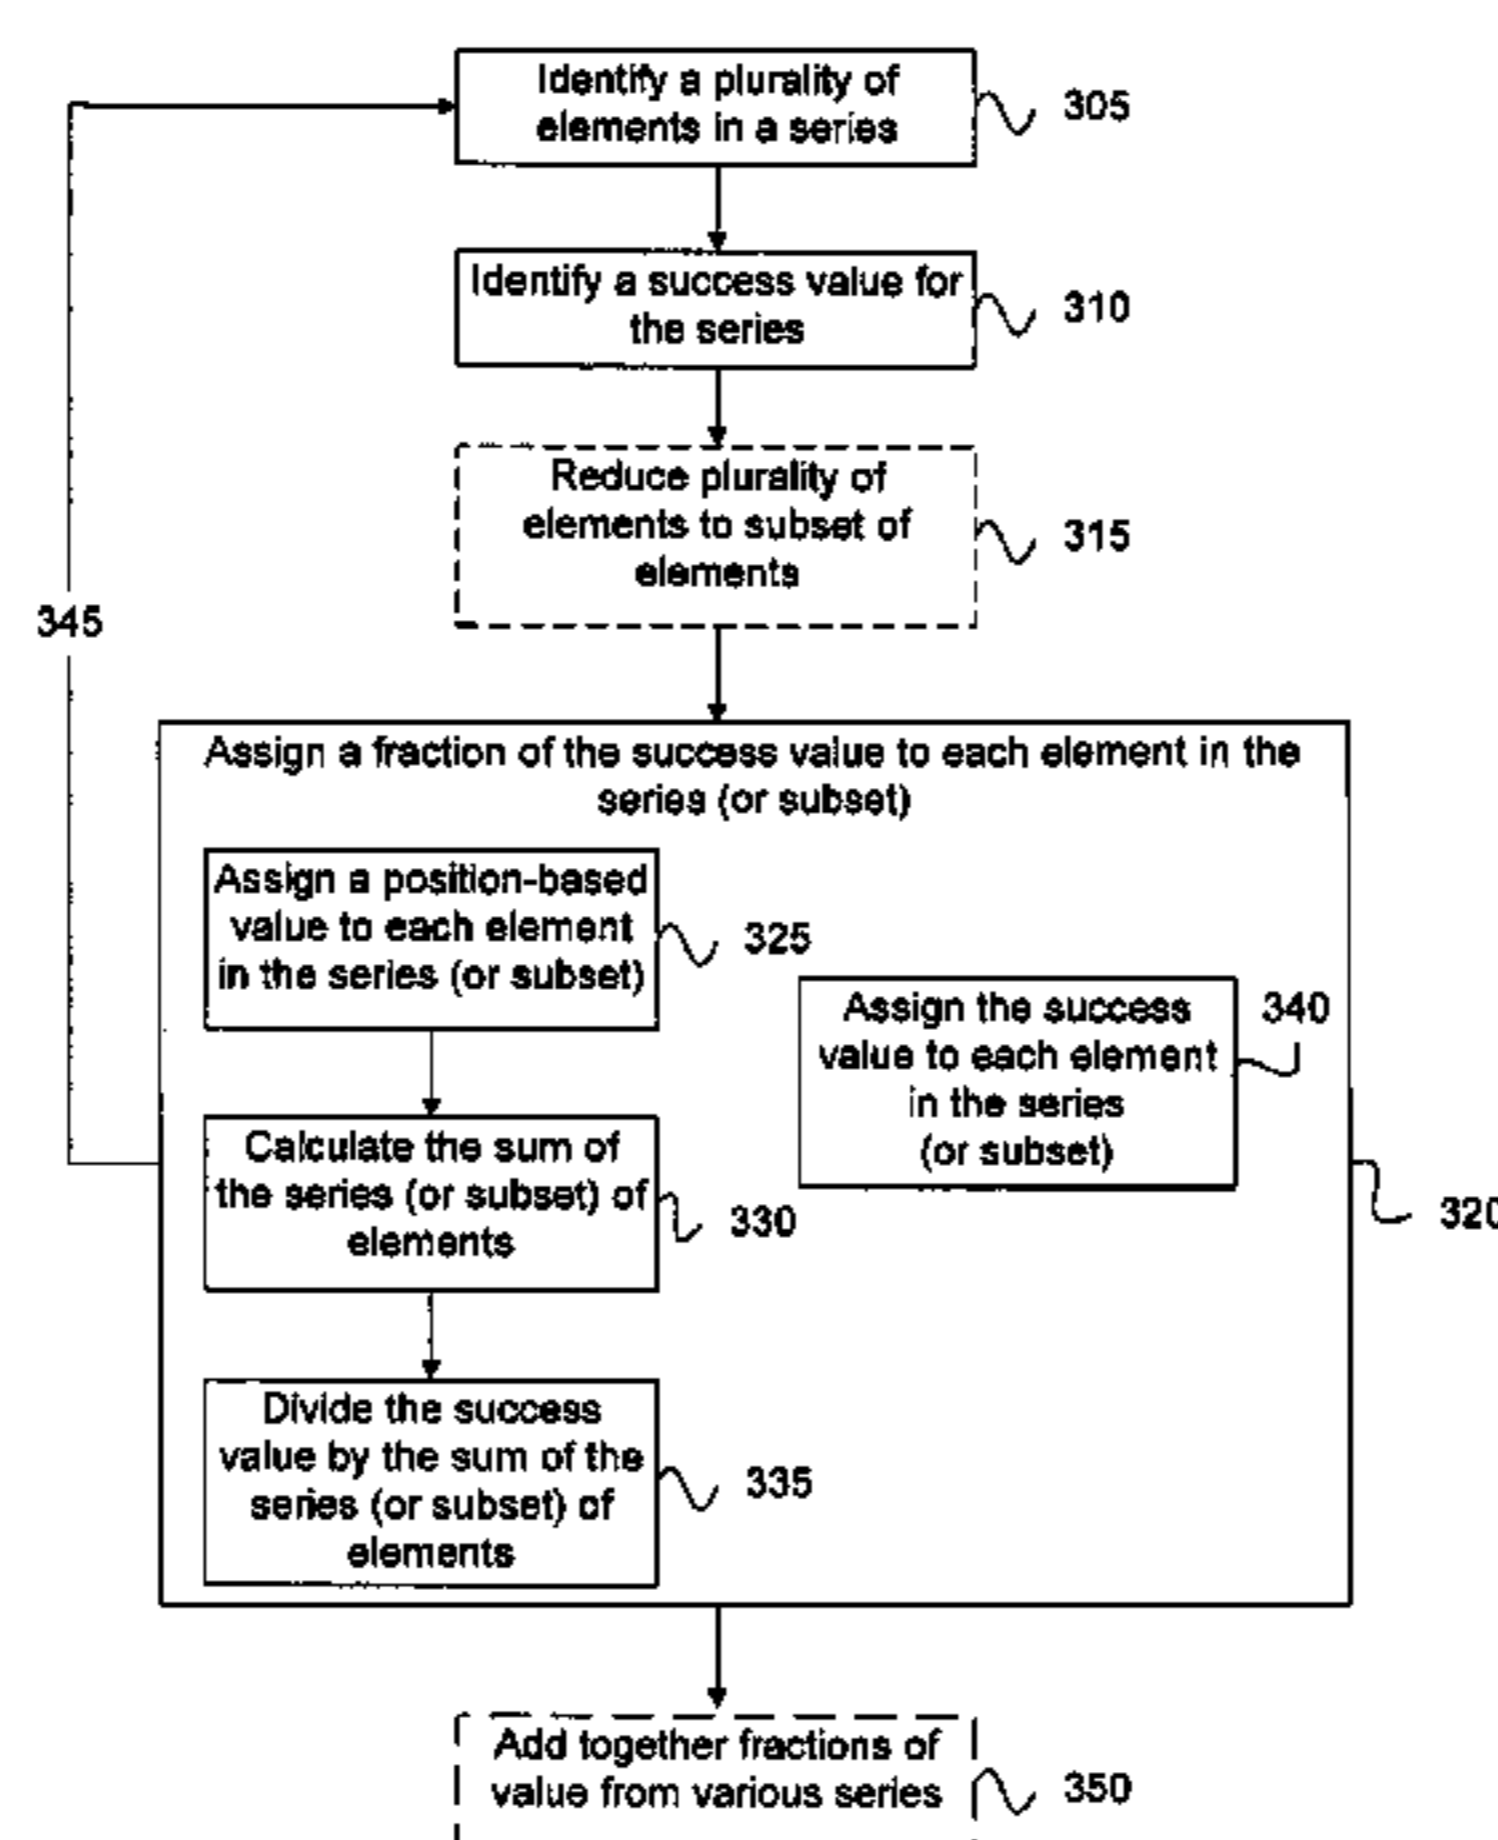 Identify a plurality of
elements in a series
305
Identify a success value for
the series
310
Reduce plurality of
elements to subset of
elements
315
345
Assign a fraction of the success value to each element in the
series (or subset)
Assign a position-based
value to each element
in the series (or subset)
325
Assign the success
value to each element
in the series
(or subset)
340
Calculate the sum of
the series (or subset) of
elements
330
320
Divide the success
value by the sum of the
series (or subset) of
elements
335
Add together fractions of
value from various series
350